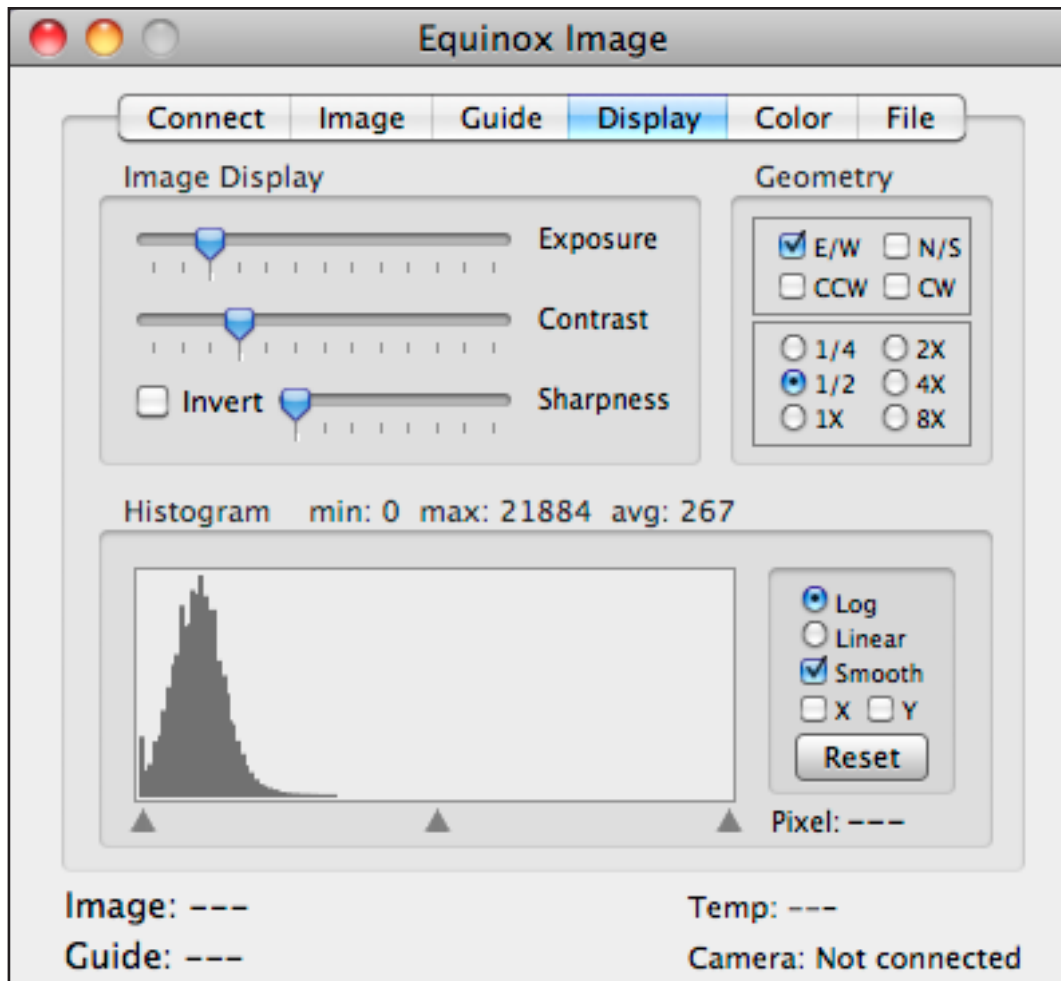 Equinox Image
Connect Image Guide Display Color File
Image Display
Exposure
Contrast
Invert Sharpness
Geometry
E/W N/S
CCW CW
1/4 2X
1/2 4X
1X 8X
Histogram min: 0 max: 21884 avg: 267
Log
Linear
Smooth
X Y
Reset
Pixel: ---
Image: ---
Guide: ---
Temp: ---
Camera: Not connected